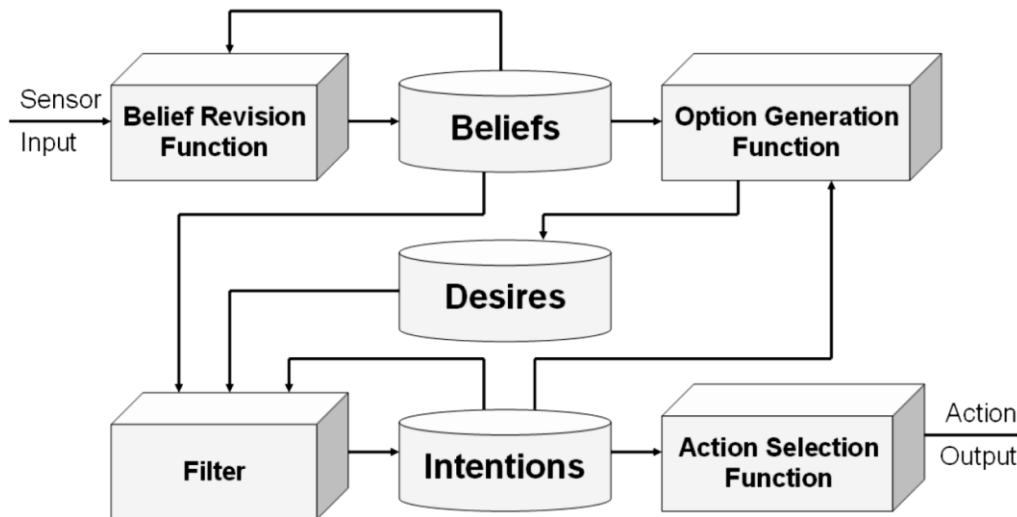 Sensor
Input
Belief Revision
Function
Beliefs
Option Generation
Function
Desires
Filter
Intentions
Action Selection
Function
Action
Output